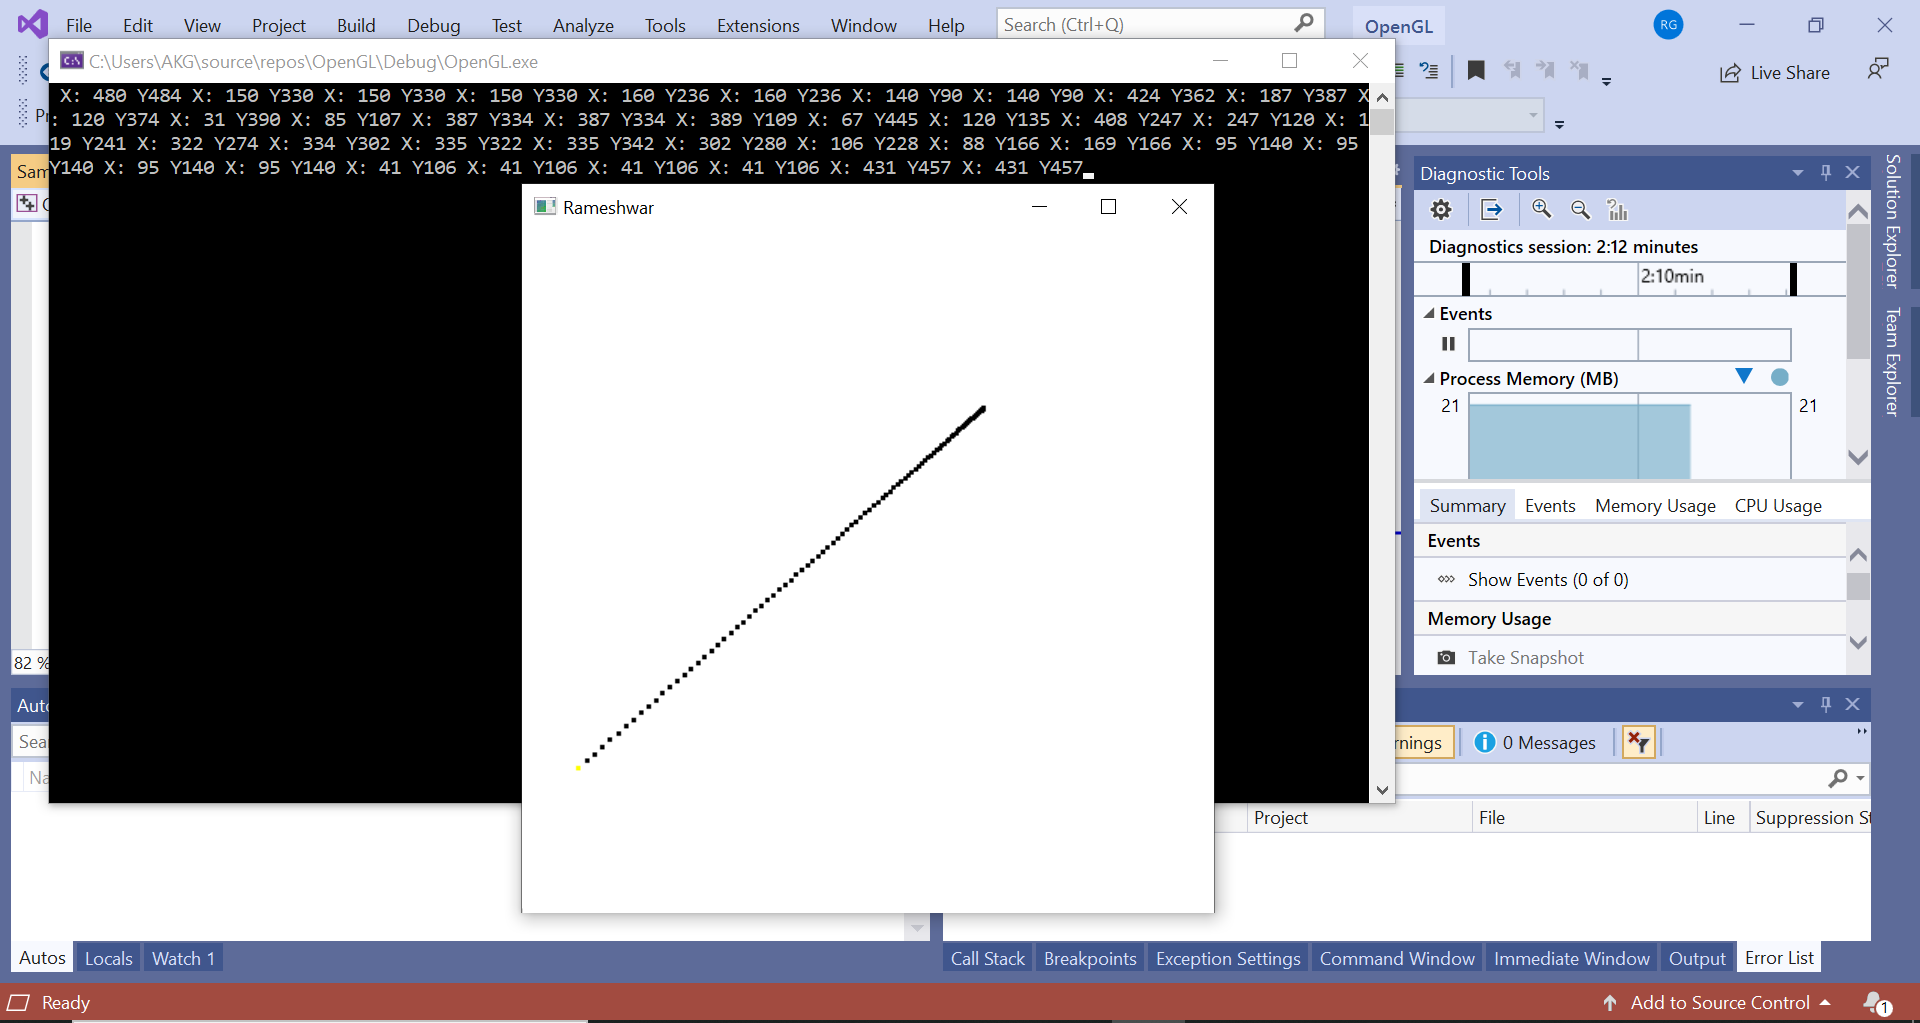 File Edit View Project Build Debug Test Analyze Tools Extensions Window Help Search (Ctrl+Q) OpenGL RG
C:\Users\AKG\source\repos\OpenGL\Debug\OpenGL.exe
Live Share
X: 480 Y484 X: 150 Y330 X: 150 Y330 X: 150 Y330 X: 160 Y236 X: 160 Y236 X: 140 Y90 X: 140 Y90 X: 424 Y362 X: 187 Y387 X
: 120 Y374 X: 31 Y390 X: 85 Y107 X: 387 Y334 X: 387 Y334 X: 389 Y109 X: 67 Y445 X: 120 Y135 X: 408 Y247 X: 247 Y120 X: 1
19 Y241 X: 322 Y274 X: 334 Y302 X: 335 Y322 X: 335 Y342 X: 302 Y280 X: 106 Y228 X: 88 Y166 X: 169 Y166 X: 95 Y140 X: 95
Y140 X: 95 Y140 X: 95 Y140 X: 41 Y106 X: 41 Y106 X: 41 Y106 X: 41 Y106 X: 431 Y457 X: 431 Y457
Rameshwar
Diagnostic Tools
Diagnostics session: 2:12 minutes
2:10min
Events
Process Memory (MB)
21 21
Summary Events Memory Usage CPU Usage
Events
Show Events (0 of 0)
Memory Usage
Take Snapshot
Solution Explorer
Team Explorer
82 %
0 Messages
Project File Line
Suppression
Autos Locals Watch 1
Call Stack Breakpoints Exception Settings Command Window Immediate Window Output Error List
Ready
Add to Source Control 1